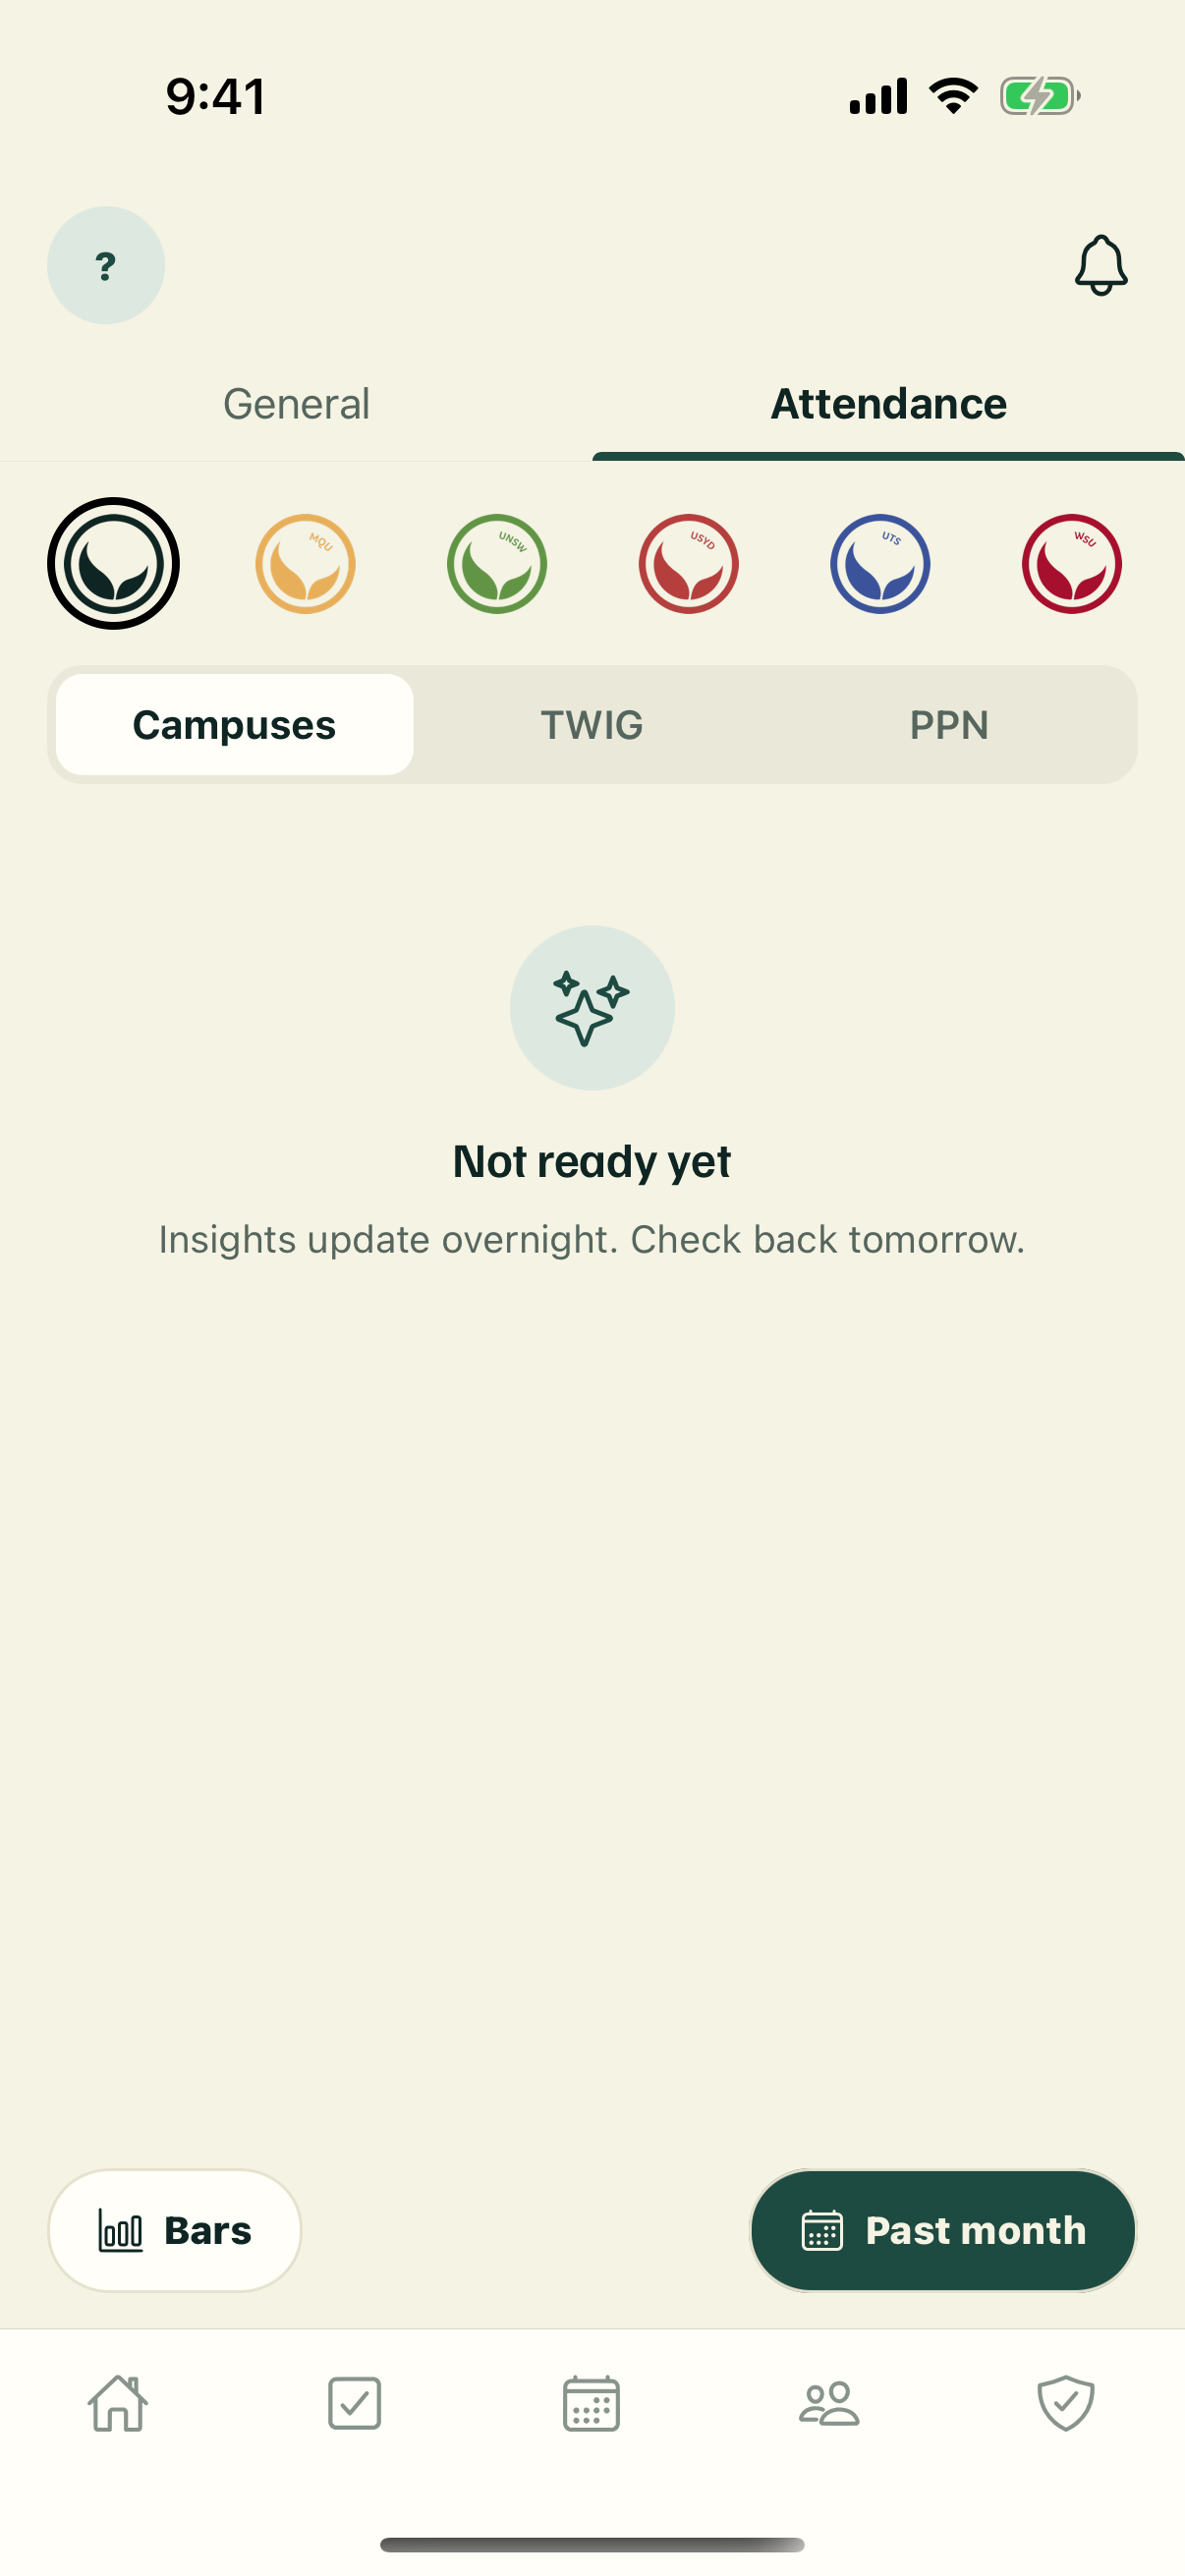 9:41
?
General
Attendance
MQU
UNSW
USYD
UTS
WSU
Campuses
TWIG
PPN
Not ready yet
Insights update overnight. Check back tomorrow.
Bars
Past month